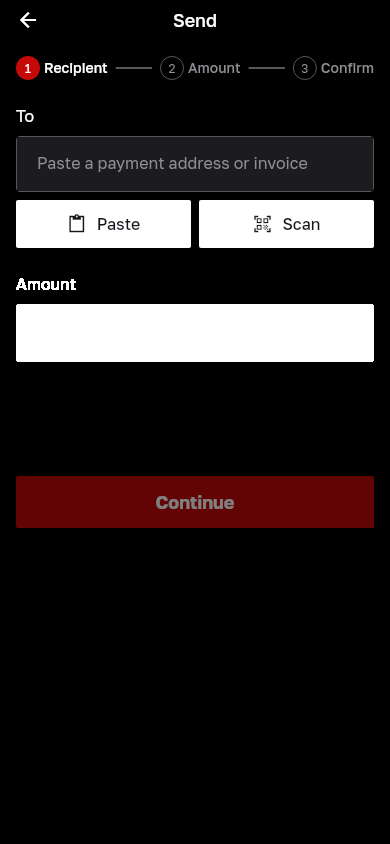 Send
1 Recipient 2 Amount 3 Confirm
To
Paste a payment address or invoice
Paste Scan
Amount
Continue